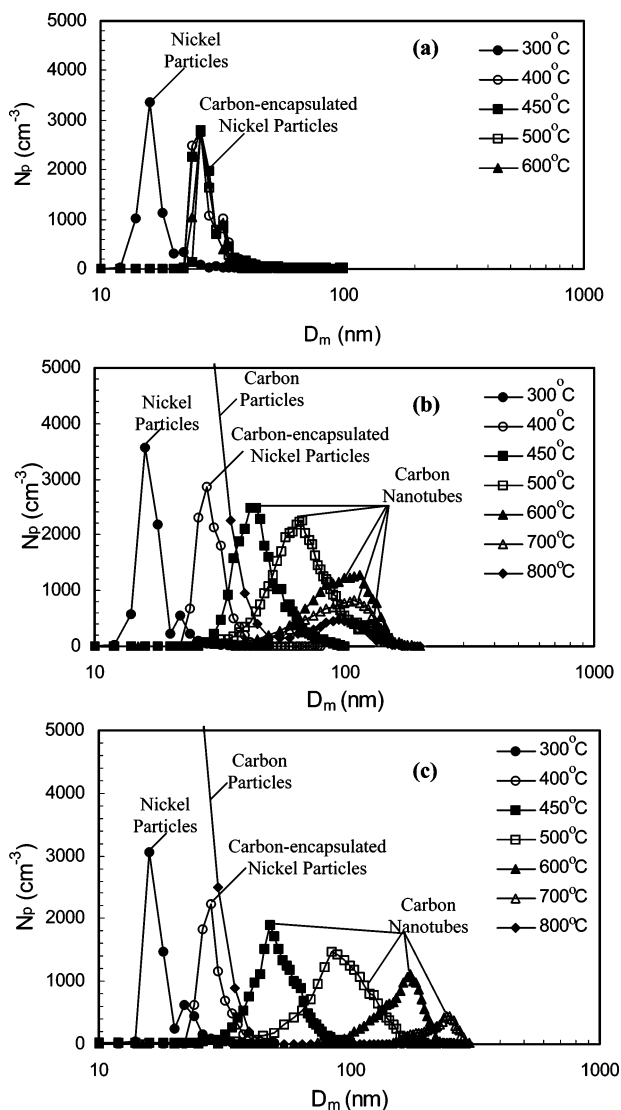 5000
4000
3000
2000
1000
0
Nₚ (cm⁻³)
Nickel
Particles
Carbon-encapsulated
Nickel Particles
(a)
300°C
400°C
450°C
500°C
600°C
10
100
1000
Dₘ (nm)
5000
4000
3000
2000
1000
0
Nₚ (cm⁻³)
Carbon
Particles
Nickel
Particles
Carbon-encapsulated
Nickel Particles
Carbon
Nanotubes
(b)
300°C
400°C
450°C
500°C
600°C
700°C
800°C
10
100
1000
Dₘ (nm)
5000
4000
3000
2000
1000
0
Nₚ (cm⁻³)
Carbon
Particles
Nickel
Particles
Carbon-encapsulated
Nickel Particles
Carbon
Nanotubes
(c)
300°C
400°C
450°C
500°C
600°C
700°C
800°C
10
100
1000
Dₘ (nm)